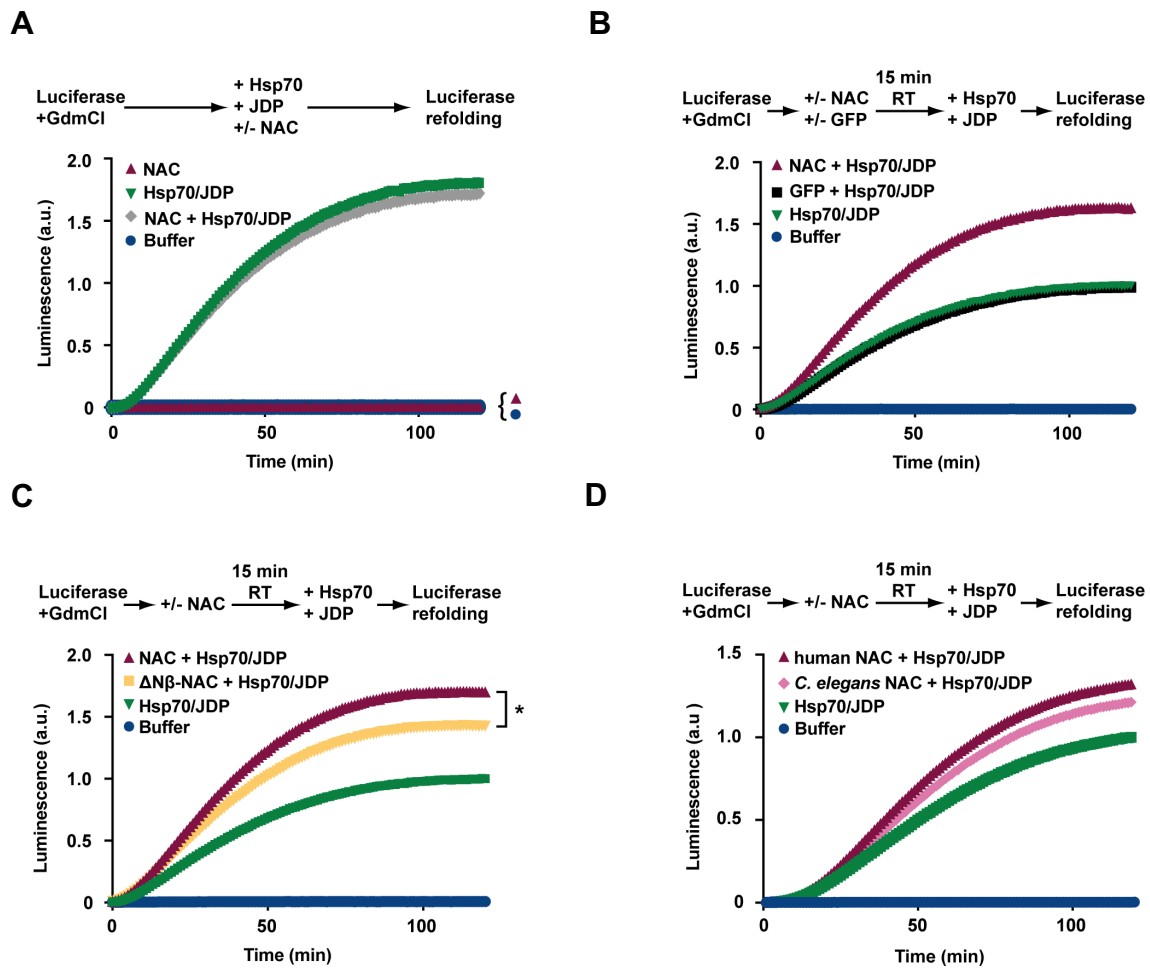 A
Luciferase
+GdmCl
+ Hsp70
+ JDP
+/- NAC
Luciferase
refolding
NAC
Hsp70/JDP
NAC + Hsp70/JDP
Buffer
2.0
1.5
1.0
0.5
0
Luminescence (a.u.)
0
50
100
Time (min)
B
Luciferase
+GdmCl
+/- NAC
+/- GFP
15 min
RT
+ Hsp70
+ JDP
Luciferase
refolding
NAC + Hsp70/JDP
GFP + Hsp70/JDP
Hsp70/JDP
Buffer
2.0
1.5
1.0
0.5
0
Luminescence (a.u.)
0
50
100
Time (min)
C
Luciferase
+GdmCl
+/- NAC
15 min
RT
+ Hsp70
+ JDP
Luciferase
refolding
NAC + Hsp70/JDP
ΔNβ-NAC + Hsp70/JDP
Hsp70/JDP
Buffer
*
2.0
1.5
1.0
0.5
0
Luminescence (a.u.)
0
50
100
Time (min)
D
Luciferase
+GdmCl
+/- NAC
15 min
RT
+ Hsp70
+ JDP
Luciferase
refolding
human NAC + Hsp70/JDP
C. elegans NAC + Hsp70/JDP
Hsp70/JDP
Buffer
1.5
1.0
0.5
0
Luminescence (a.u )
0
50
100
Time (min)